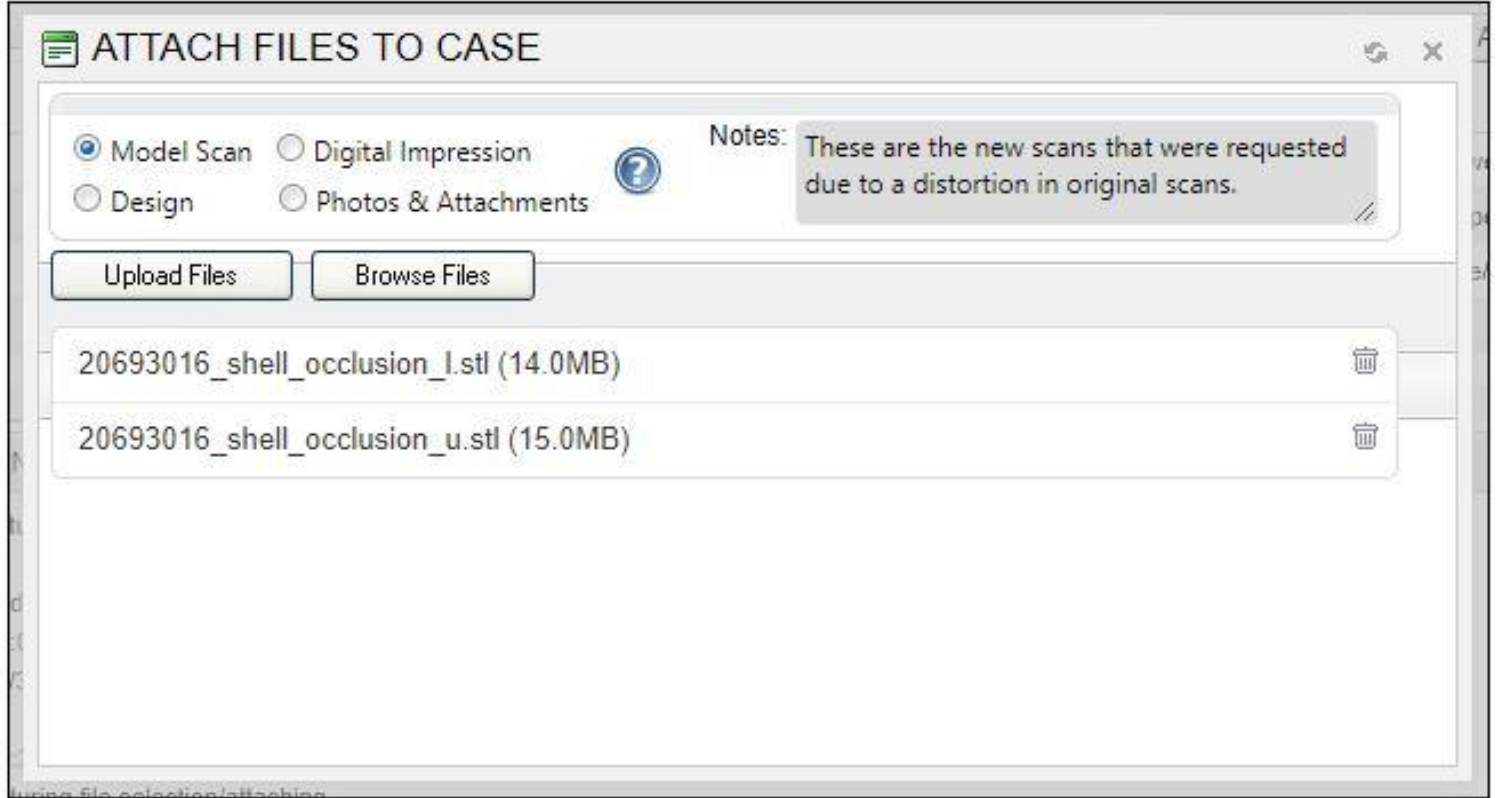 ATTACH FILES TO CASE
Model Scan Digital Impression
Design Photos & Attachments
Notes:
These are the new scans that were requested
due to a distortion in original scans.
Upload Files Browse Files
20693016_shell_occlusion_l.stl (14.0MB)
20693016_shell_occlusion_u.stl (15.0MB)